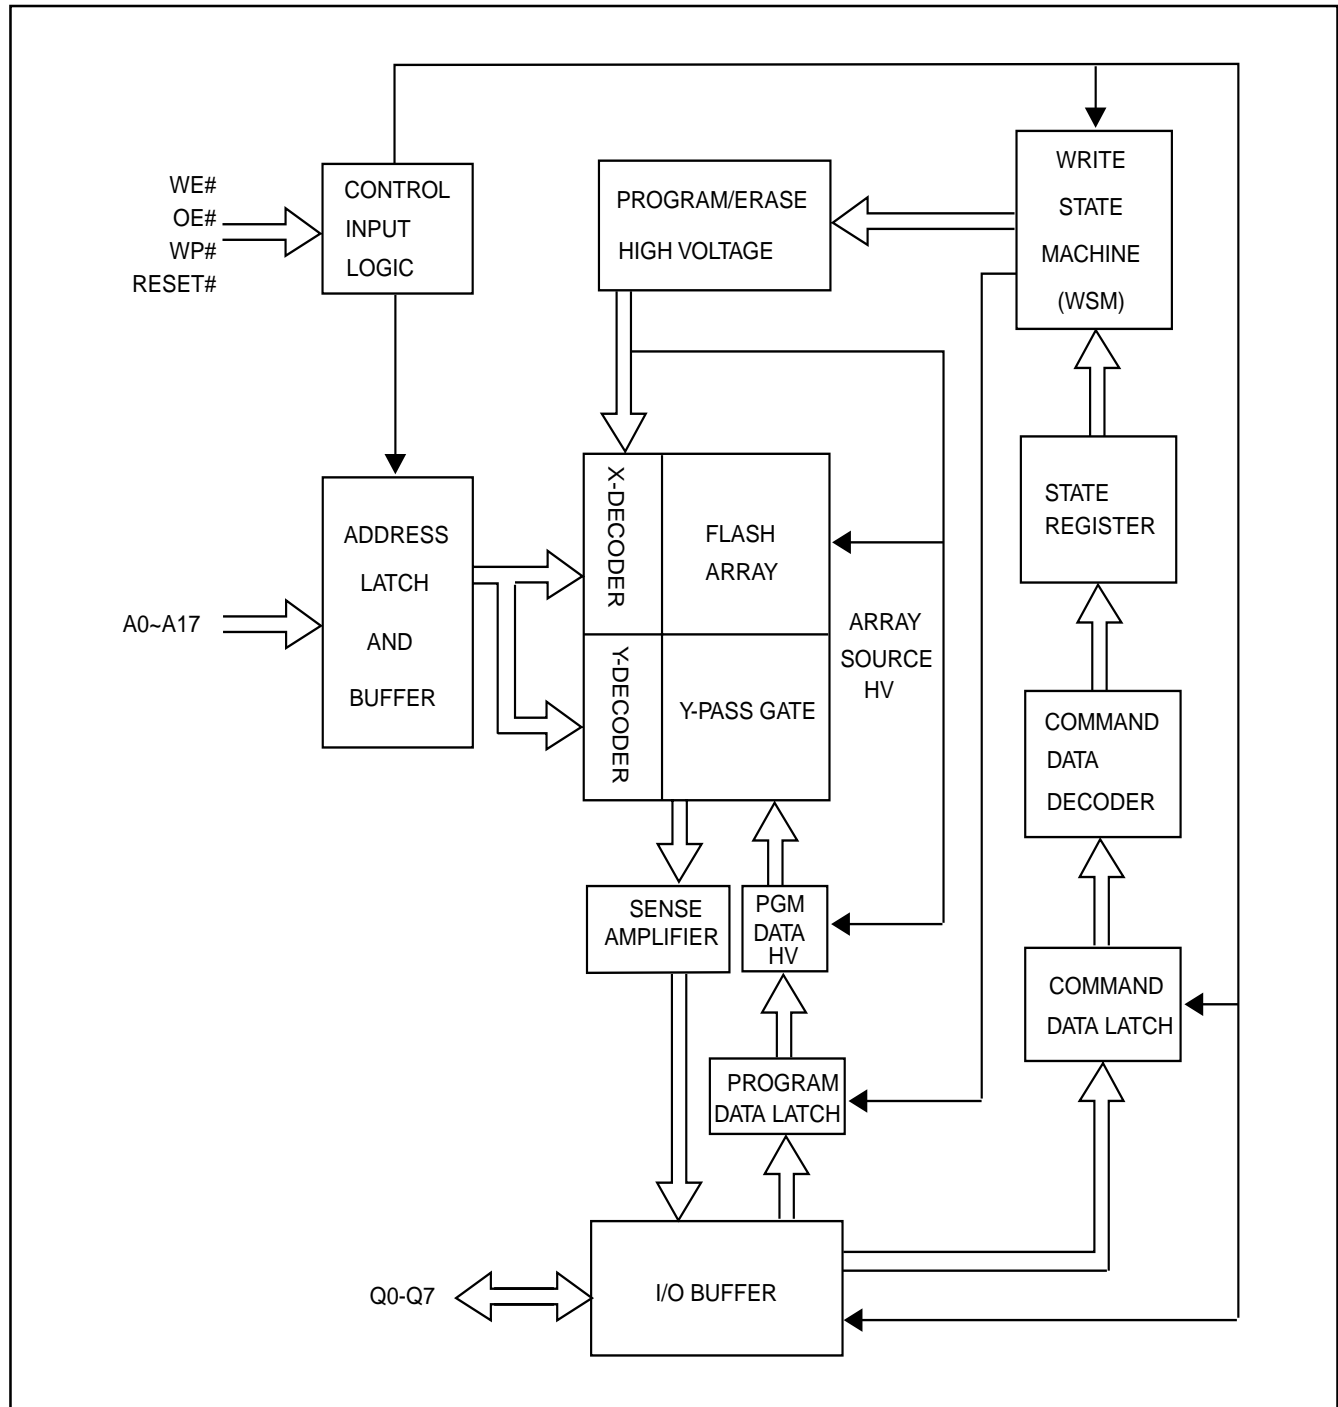 WE#
OE#
WP#
RESET#
CONTROL
INPUT
LOGIC
PROGRAM/ERASE
HIGH VOLTAGE
WRITE
STATE
MACHINE
(WSM)
STATE
REGISTER
A0~A17
ADDRESS
LATCH
AND
BUFFER
X-DECODER
FLASH
ARRAY
Y-DECODER
Y-PASS GATE
ARRAY
SOURCE
HV
COMMAND
DATA
DECODER
SENSE
AMPLIFIER
PGM
DATA
HV
COMMAND
DATA LATCH
PROGRAM
DATA LATCH
Q0-Q7
I/O BUFFER